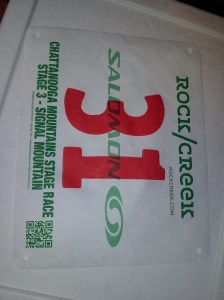 ROCK/CREEK
ROCKCREEK.COM
31
SALOMON
CHATTANOOGA MOUNTAINS STAGE RACE
STAGE 3 - SIGNAL MOUNTAIN